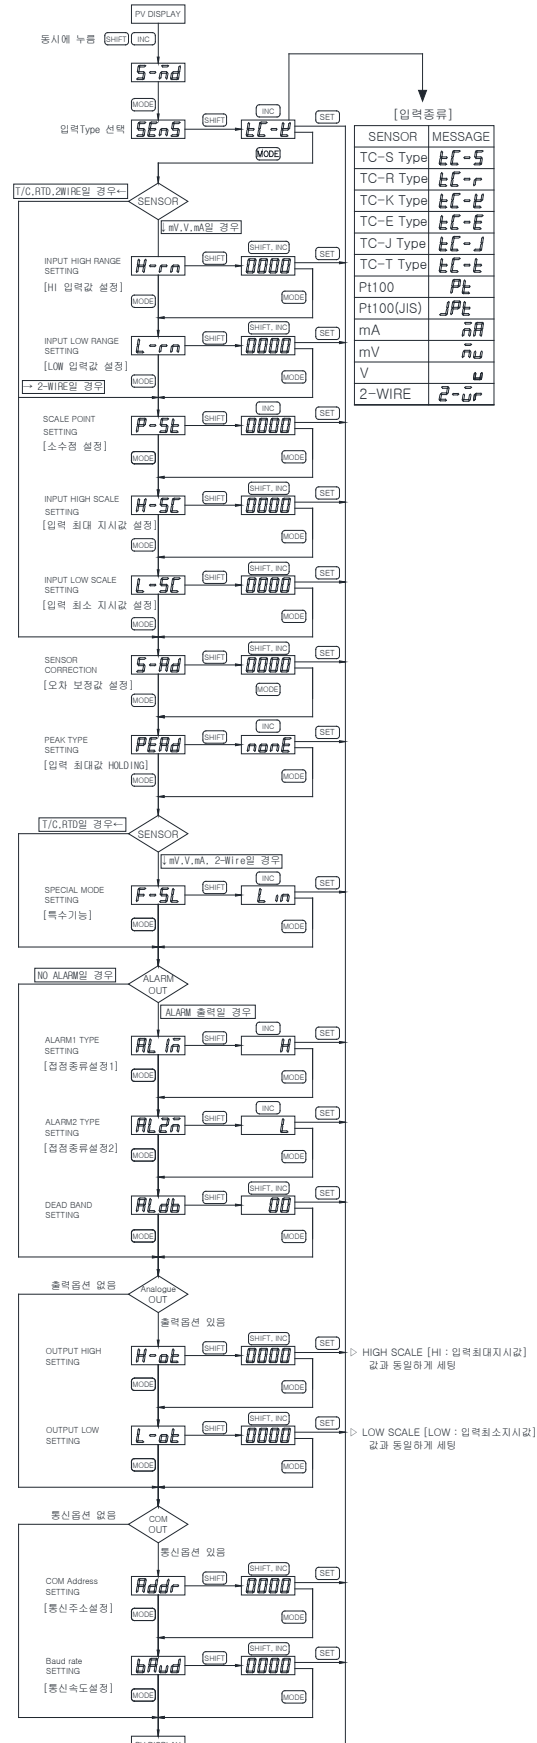 PV DISPLAY
동시에 누름 SHIFT INC
S-md
MODE
입력Type 선택 SEnS SHIFT INC tC-K SET
MODE
[입력종류]
SENSOR MESSAGE
TC-S Type tC-S
TC-R Type tC-r
TC-K Type tC-K
TC-E Type tC-E
TC-J Type tC-J
TC-T Type tC-t
Pt100 Pt
Pt100(JIS) JPt
mA mA
mV mv
V u
2-WIRE 2-wr
T/C,RTD,2WIRE일 경우←
SENSOR
↓mV,V,mA일 경우
INPUT HIGH RANGE
SETTING
[HI 입력값 설정]
H-rn SHIFT SHIFT, INC 0000 SET
MODE MODE
INPUT LOW RANGE
SETTING
[LOW 입력값 설정]
L-rn SHIFT SHIFT, INC 0000 SET
MODE MODE
→ 2-WIRE일 경우
SCALE POINT
SETTING
[소수점 설정]
P-St SHIFT INC 0000 SET
MODE MODE
INPUT HIGH SCALE
SETTING
[입력 최대 지시값 설정]
H-SC SHIFT SHIFT, INC 0000 SET
MODE MODE
INPUT LOW SCALE
SETTING
[입력 최소 지시값 설정]
L-SC SHIFT SHIFT, INC 0000 SET
MODE MODE
SENSOR
CORRECTION
[오차 보정값 설정]
S-Ad SHIFT SHIFT, INC 0000 SET
MODE MODE
PEAK TYPE
SETTING
[입력 최대값 HOLDING]
PEAd SHIFT INC nonE SET
MODE MODE
T/C,RTD일 경우←
SENSOR
↓mV,V,mA, 2-Wire일 경우
SPECIAL MODE
SETTING
[특수기능]
F-SL SHIFT INC Lin SET
MODE MODE
NO ALARM일 경우
ALARM
OUT
ALARM 출력일 경우
ALARM1 TYPE
SETTING
[접점종류설정1]
AL1m SHIFT INC H SET
MODE MODE
ALARM2 TYPE
SETTING
[접점종류설정2]
AL2m SHIFT INC L SET
MODE MODE
DEAD BAND
SETTING
ALdb SHIFT SHIFT, INC 00 SET
MODE MODE
출력옵션 없음
Analogue
OUT
출력옵션 있음
OUTPUT HIGH
SETTING
H-ot SHIFT SHIFT, INC 0000 SET
MODE MODE
▷ HIGH SCALE [HI : 입력최대지시값]
값과 동일하게 세팅
OUTPUT LOW
SETTING
L-ot SHIFT SHIFT, INC 0000 SET
MODE MODE
▷ LOW SCALE [LOW : 입력최소지시값]
값과 동일하게 세팅
통신옵션 없음
COM
OUT
통신옵션 있음
COM Address
SETTING
[통신주소설정]
Addr SHIFT SHIFT, INC 0000 SET
MODE MODE
Baud rate
SETTING
[통신속도설정]
bAud SHIFT SHIFT, INC 0000 SET
MODE MODE
PV DISPLAY